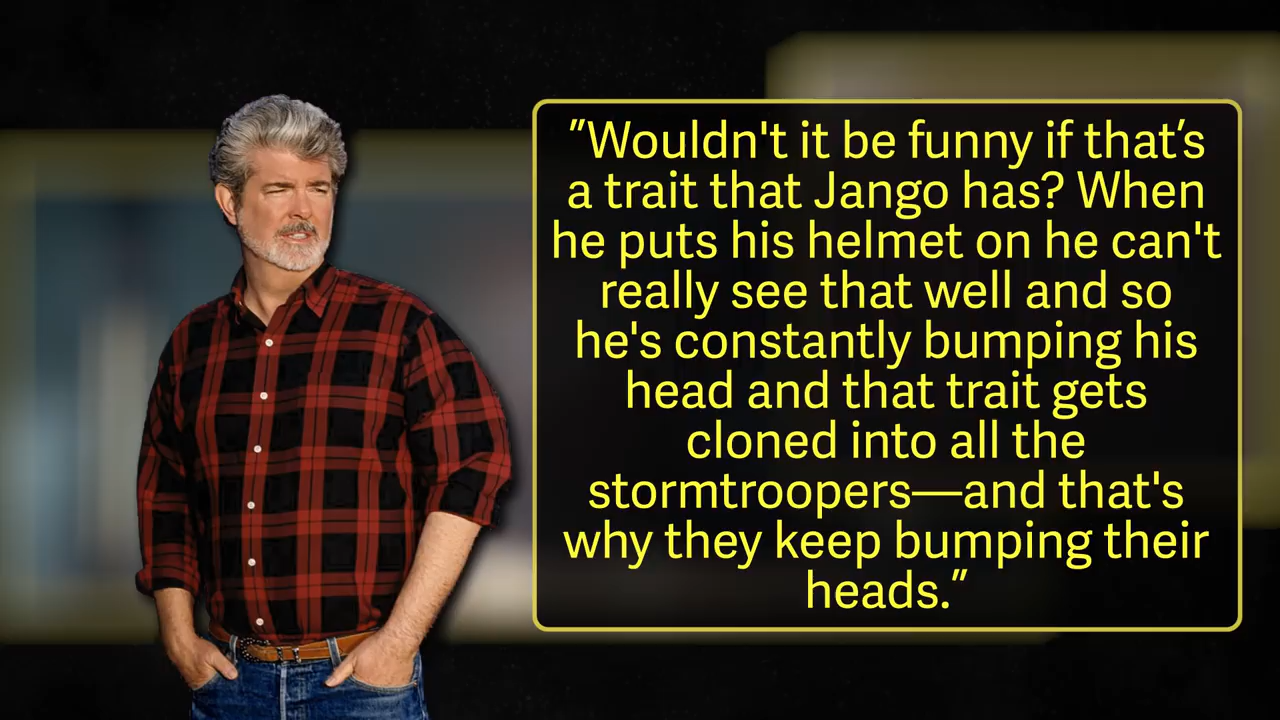 "Wouldn't it be funny if that's
a trait that Jango has? When
he puts his helmet on he can't
really see that well and so
he's constantly bumping his
head and that trait gets
cloned into all the
stormtroopers—and that's
why they keep bumping their
heads."